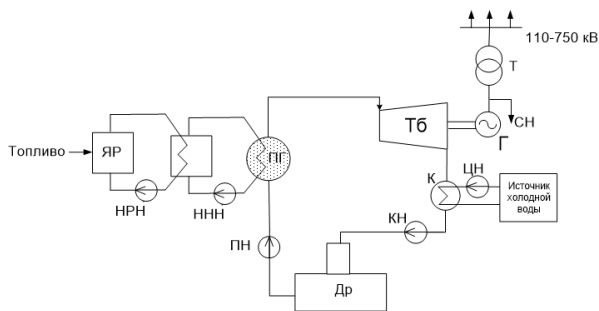 110-750 кВ
Т
СН
Г
Тб
Топливо
ЯР
ПГ
НРН
ННН
К
ЦН
Источник
холодной
воды
КН
ПН
Др